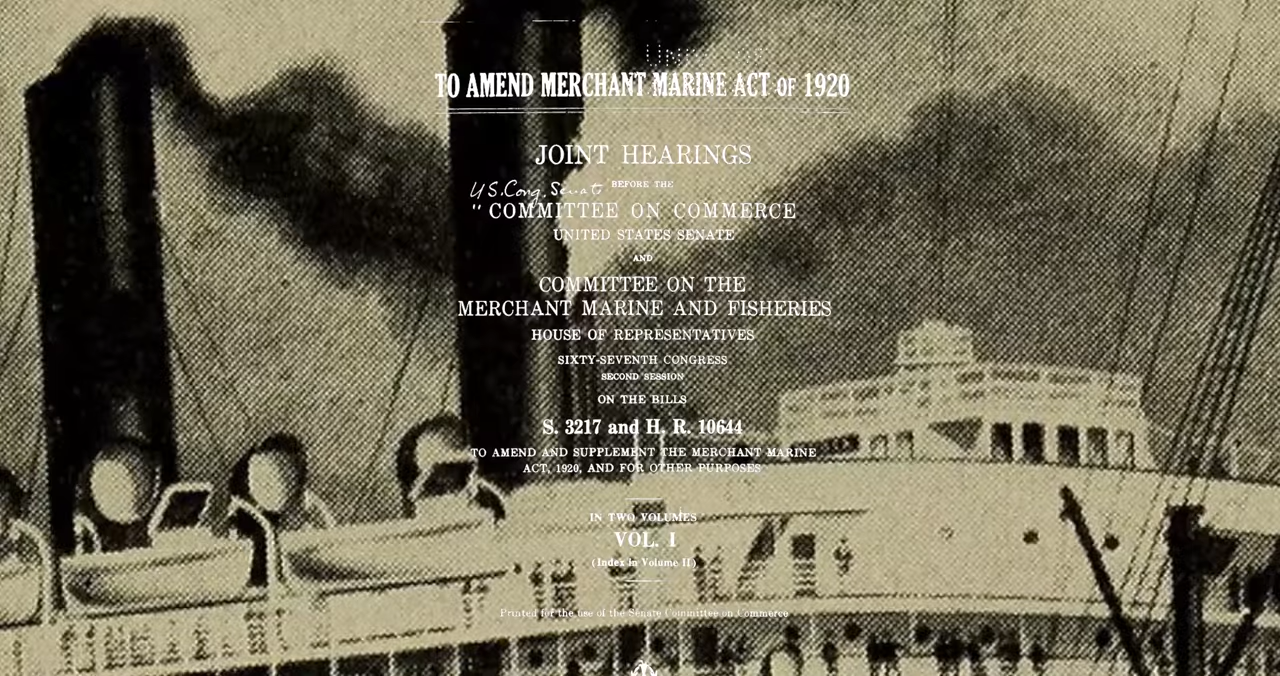 TO AMEND MERCHANT MARINE ACT OF 1920
JOINT HEARINGS
U.S. Cong. Senate BEFORE THE
" COMMITTEE ON COMMERCE
UNITED STATES SENATE
AND
COMMITTEE ON THE
MERCHANT MARINE AND FISHERIES
HOUSE OF REPRESENTATIVES
SIXTY-SEVENTH CONGRESS
SECOND SESSION
ON THE BILLS
S. 3217 and H. R. 10644
TO AMEND AND SUPPLEMENT THE MERCHANT MARINE
ACT, 1920, AND FOR OTHER PURPOSES
IN TWO VOLUMES
VOL. I
(Index in Volume II)
Printed for the use of the Senate Committee on Commerce